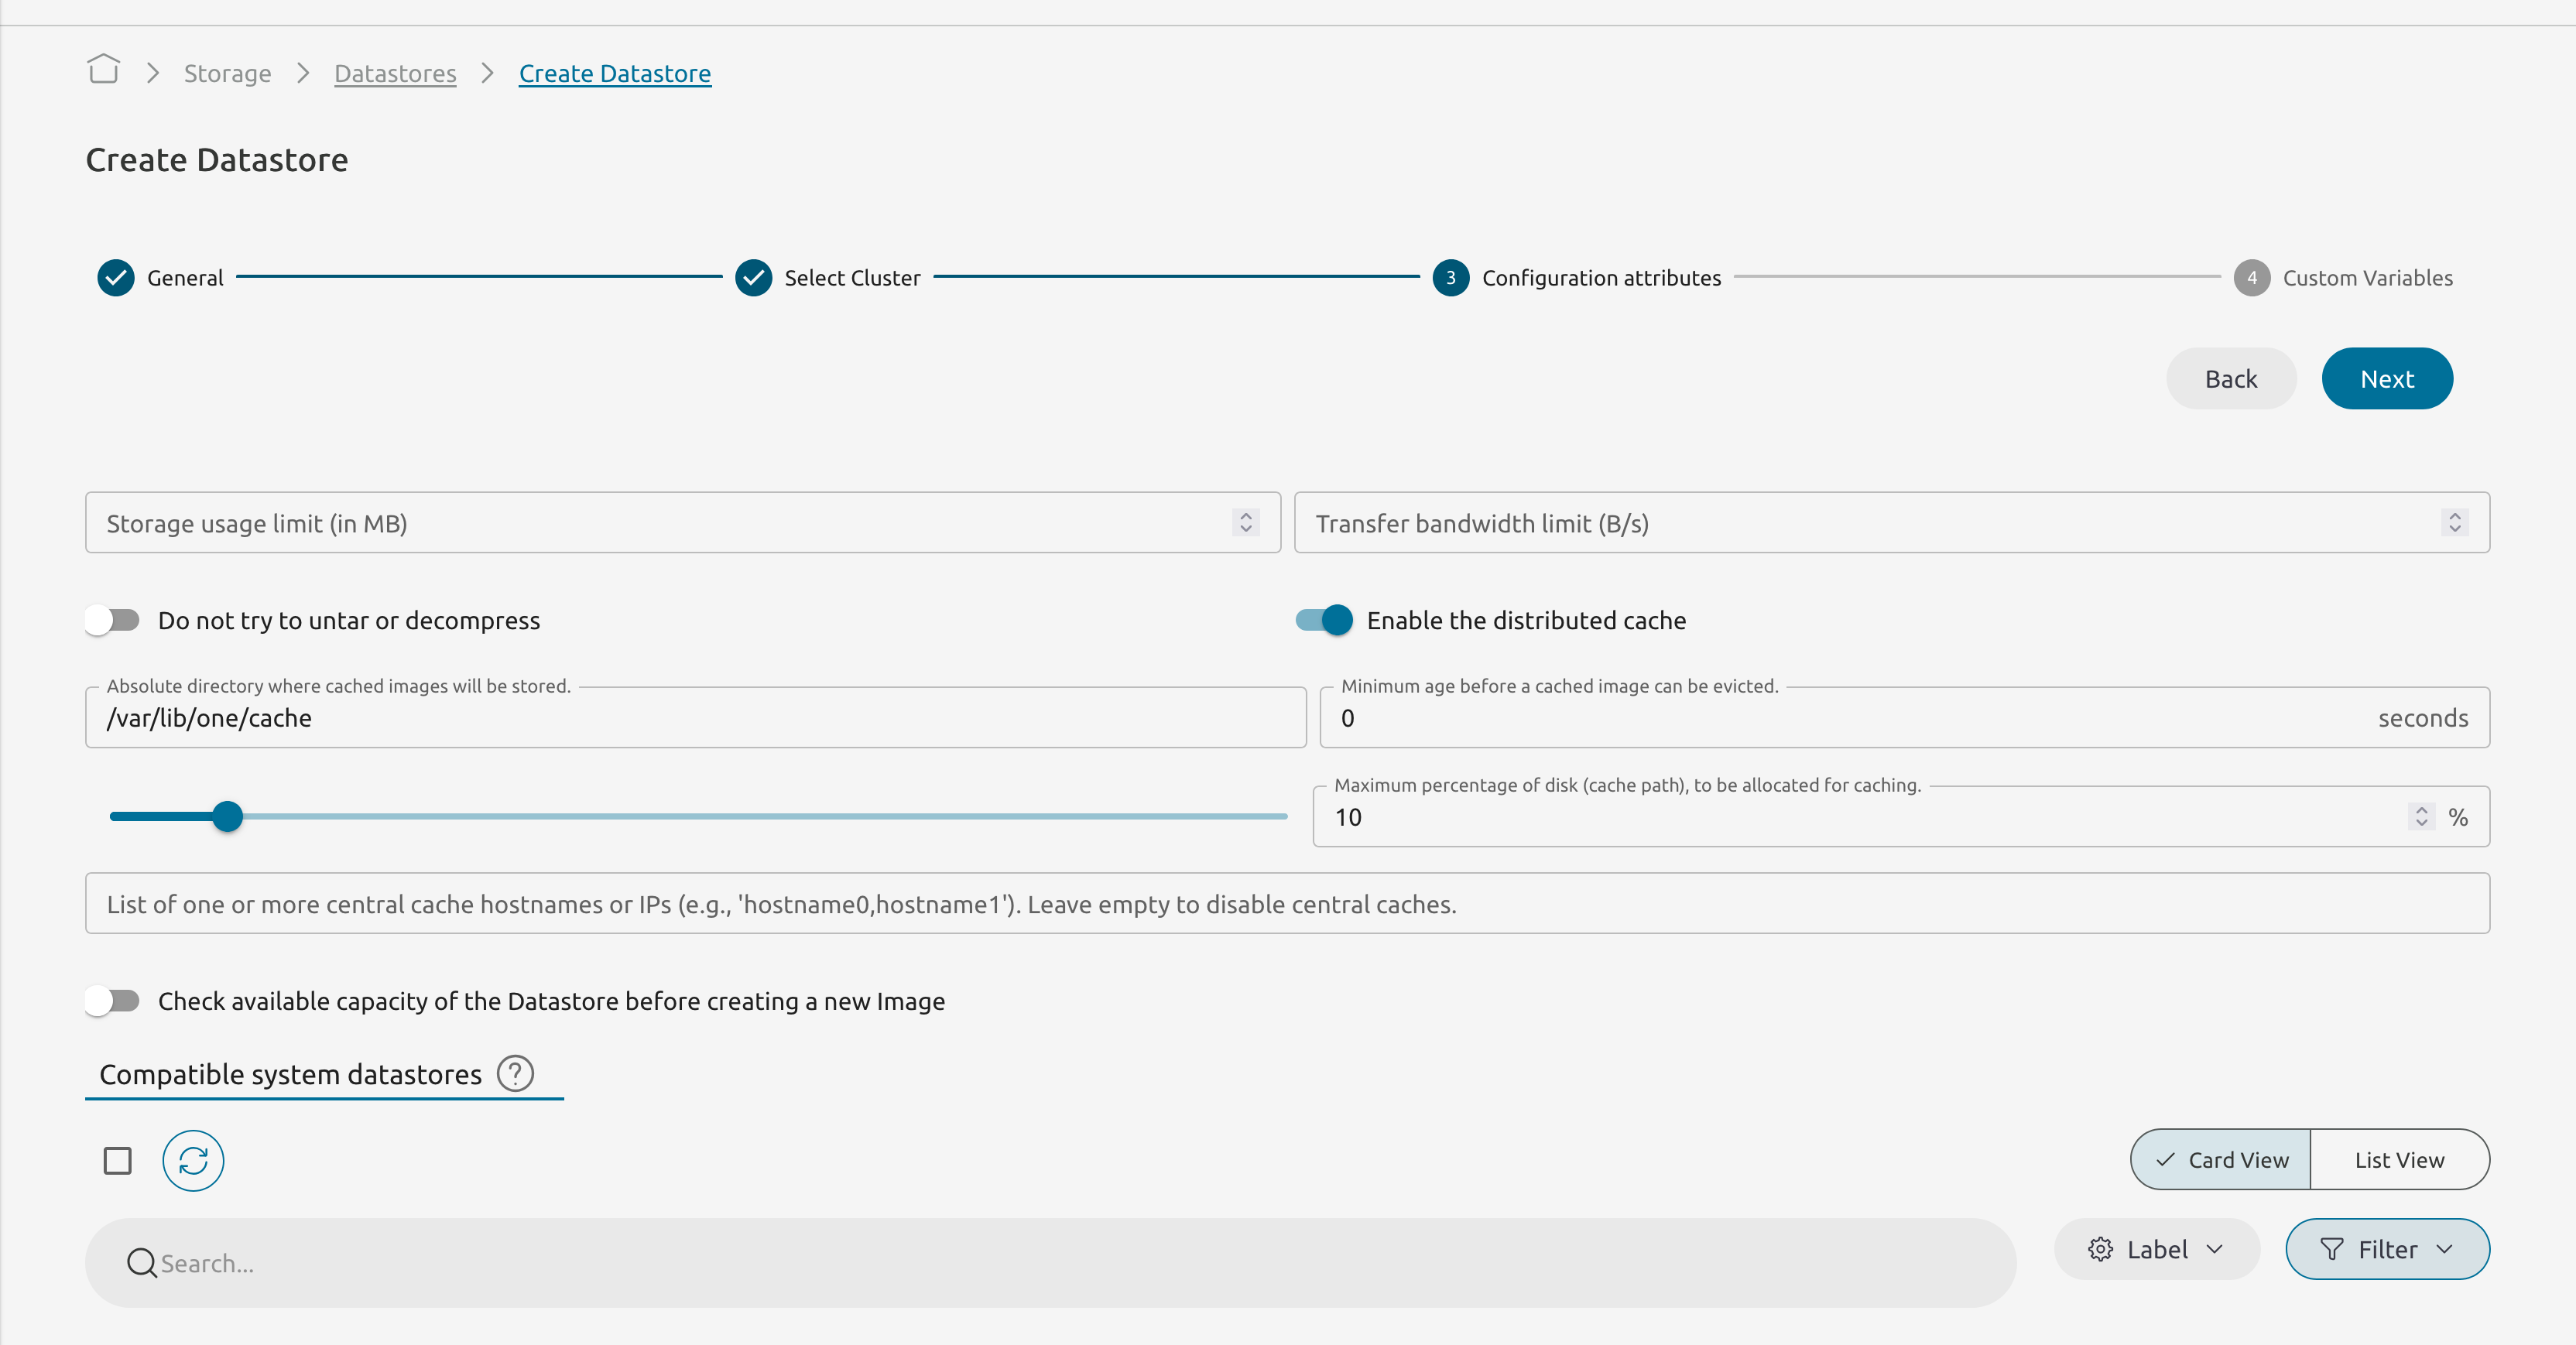 Storage > Datastores > Create Datastore
Create Datastore
General
Select Cluster
3 Configuration attributes
4 Custom Variables
Back
Next
Storage usage limit (in MB)
Transfer bandwidth limit (B/s)
Do not try to untar or decompress
Enable the distributed cache
Absolute directory where cached images will be stored.
/var/lib/one/cache
Minimum age before a cached image can be evicted.
0 seconds
Maximum percentage of disk (cache path), to be allocated for caching.
10 %
List of one or more central cache hostnames or IPs (e.g., 'hostname0,hostname1'). Leave empty to disable central caches.
Check available capacity of the Datastore before creating a new Image
Compatible system datastores ?
Card View
List View
Search...
Label
Filter